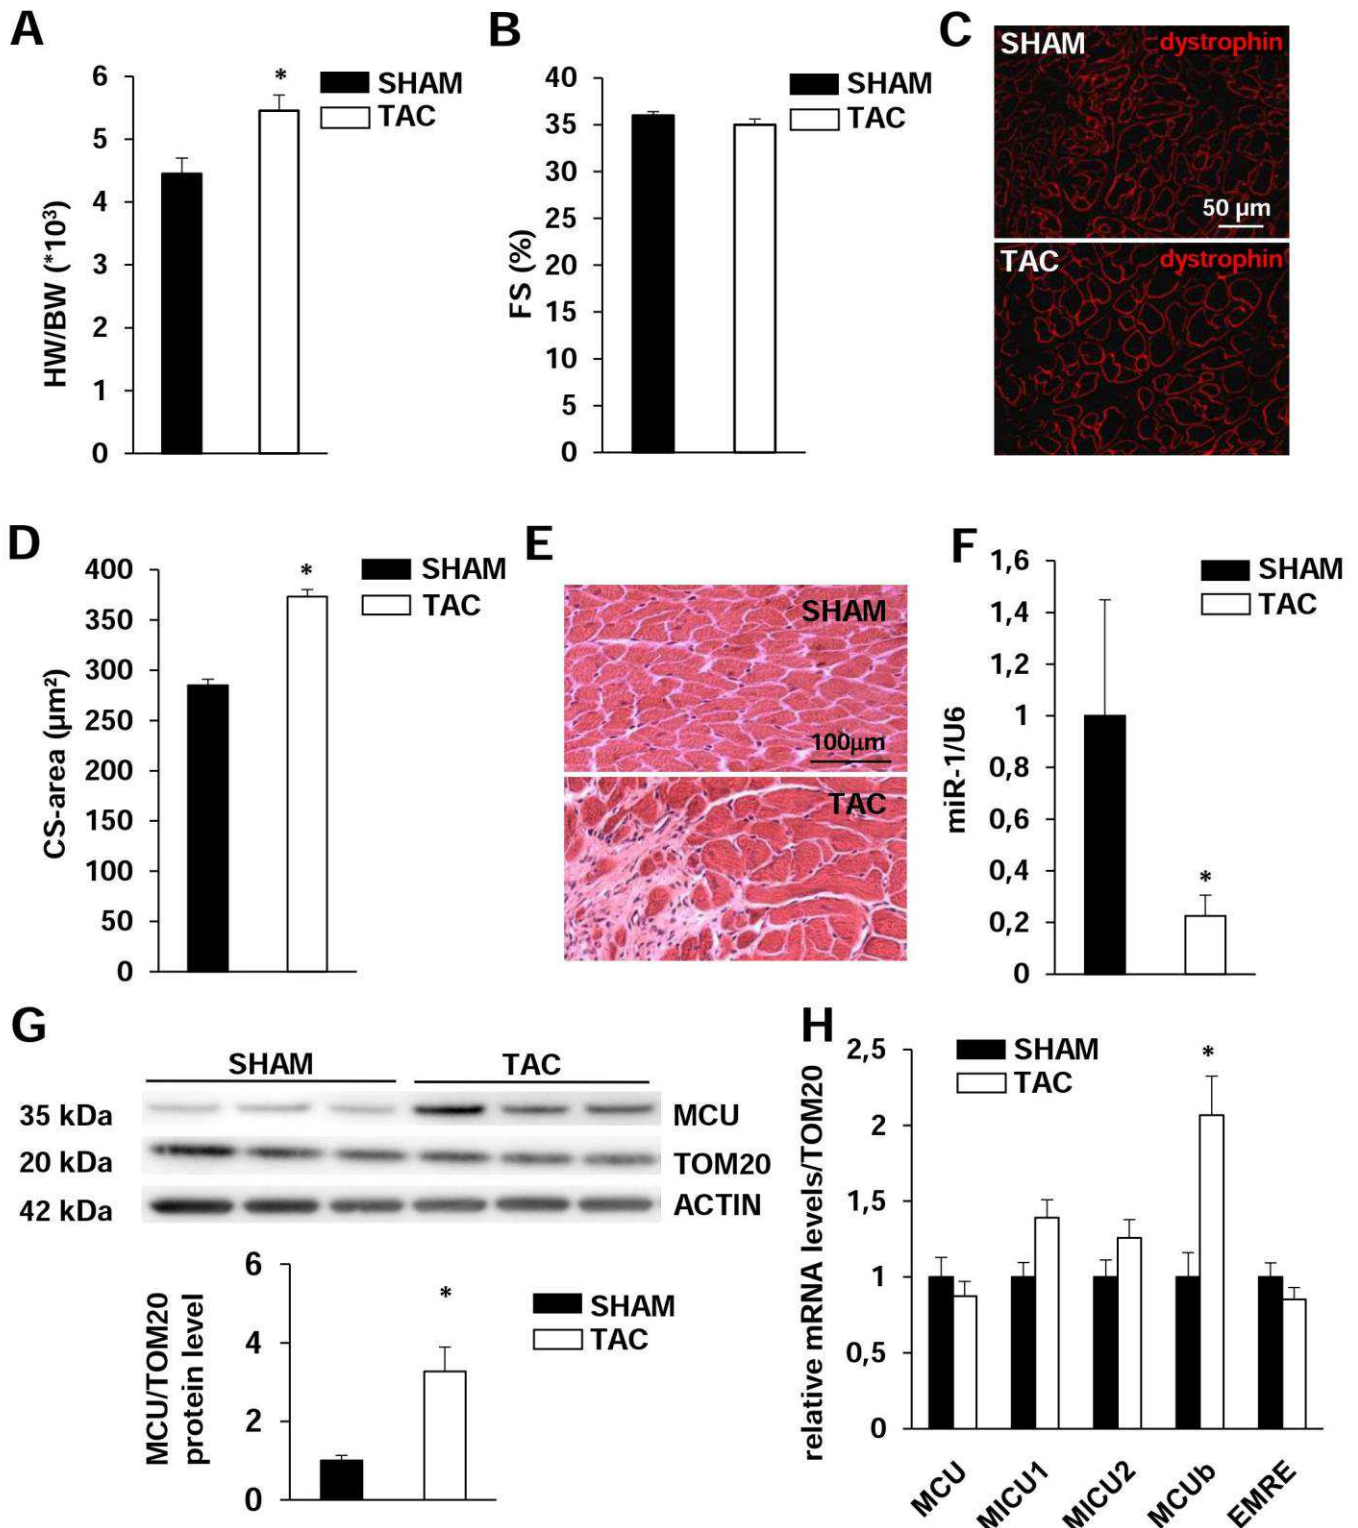 A
6
5
4
3
2
1
0
HW/BW (*10³)
*
SHAM
TAC
B
40
35
30
25
20
15
10
5
0
FS (%)
SHAM
TAC
C
SHAM dystrophin
50 µm
TAC dystrophin
D
400
350
300
250
200
150
100
50
0
CS-area (µm²)
*
SHAM
TAC
E
SHAM
100µm
TAC
F
1,6
1,4
1,2
1
0,8
0,6
0,4
0,2
0
miR-1/U6
*
SHAM
TAC
G
SHAM TAC
35 kDa MCU
20 kDa TOM20
42 kDa ACTIN
6
4
2
0
MCU/TOM20
protein level
*
SHAM
TAC
H
2,5
2
1,5
1
0,5
0
relative mRNA levels/TOM20
SHAM
TAC
*
MCU
MICU1
MICU2
MCUb
EMRE